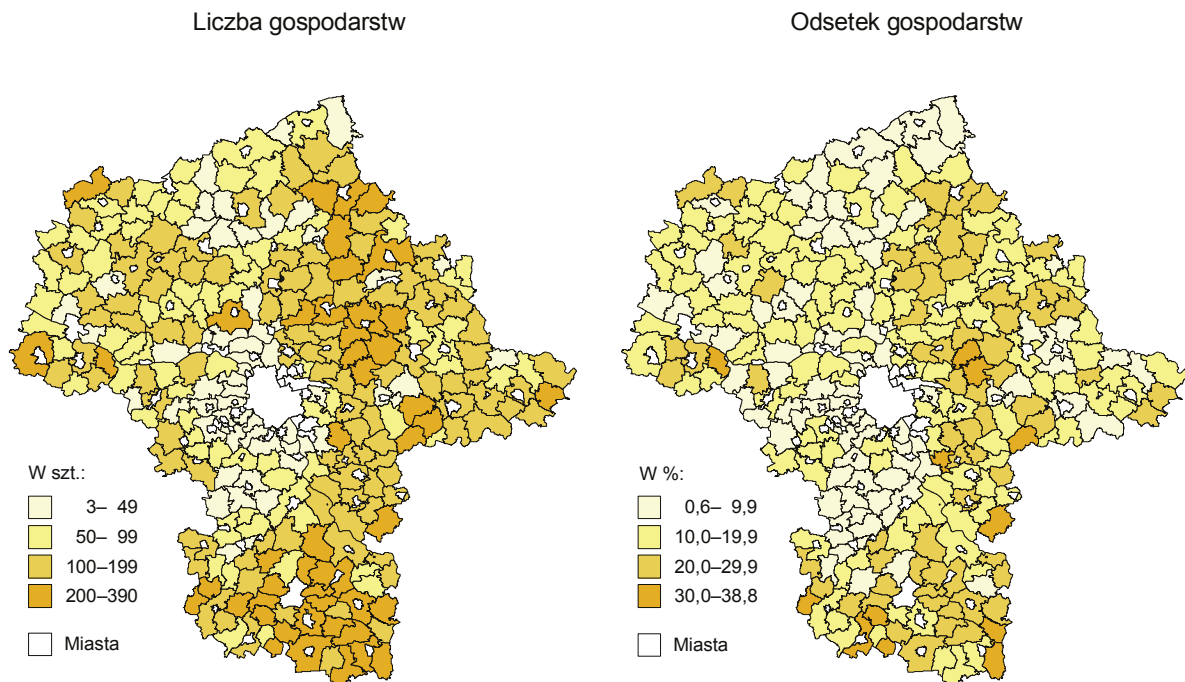 Liczba gospodarstw
Odsetek gospodarstw
W szt.:
3– 49
50– 99
100–199
200–390
Miasta
W %:
0,6– 9,9
10,0–19,9
20,0–29,9
30,0–38,8
Miasta